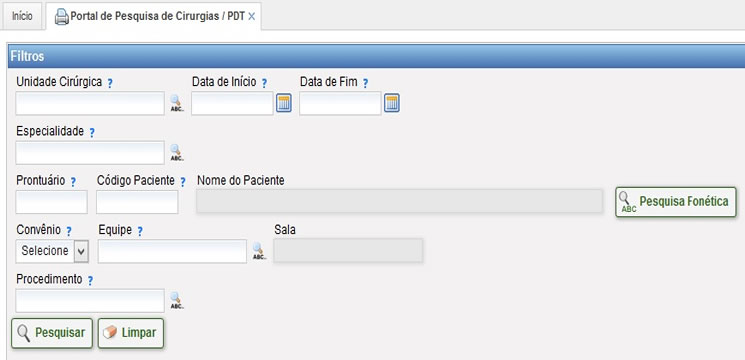 Início Portal de Pesquisa de Cirurgias / PDT X
Filtros
Unidade Cirúrgica ? Data de Início ? Data de Fim ?
ABC..
Especialidade ?
ABC..
Prontuário ? Código Paciente ? Nome do Paciente
ABC Pesquisa Fonética
Convênio ? Equipe ? Sala
Selecione ABC..
Procedimento ?
ABC..
Pesquisar Limpar